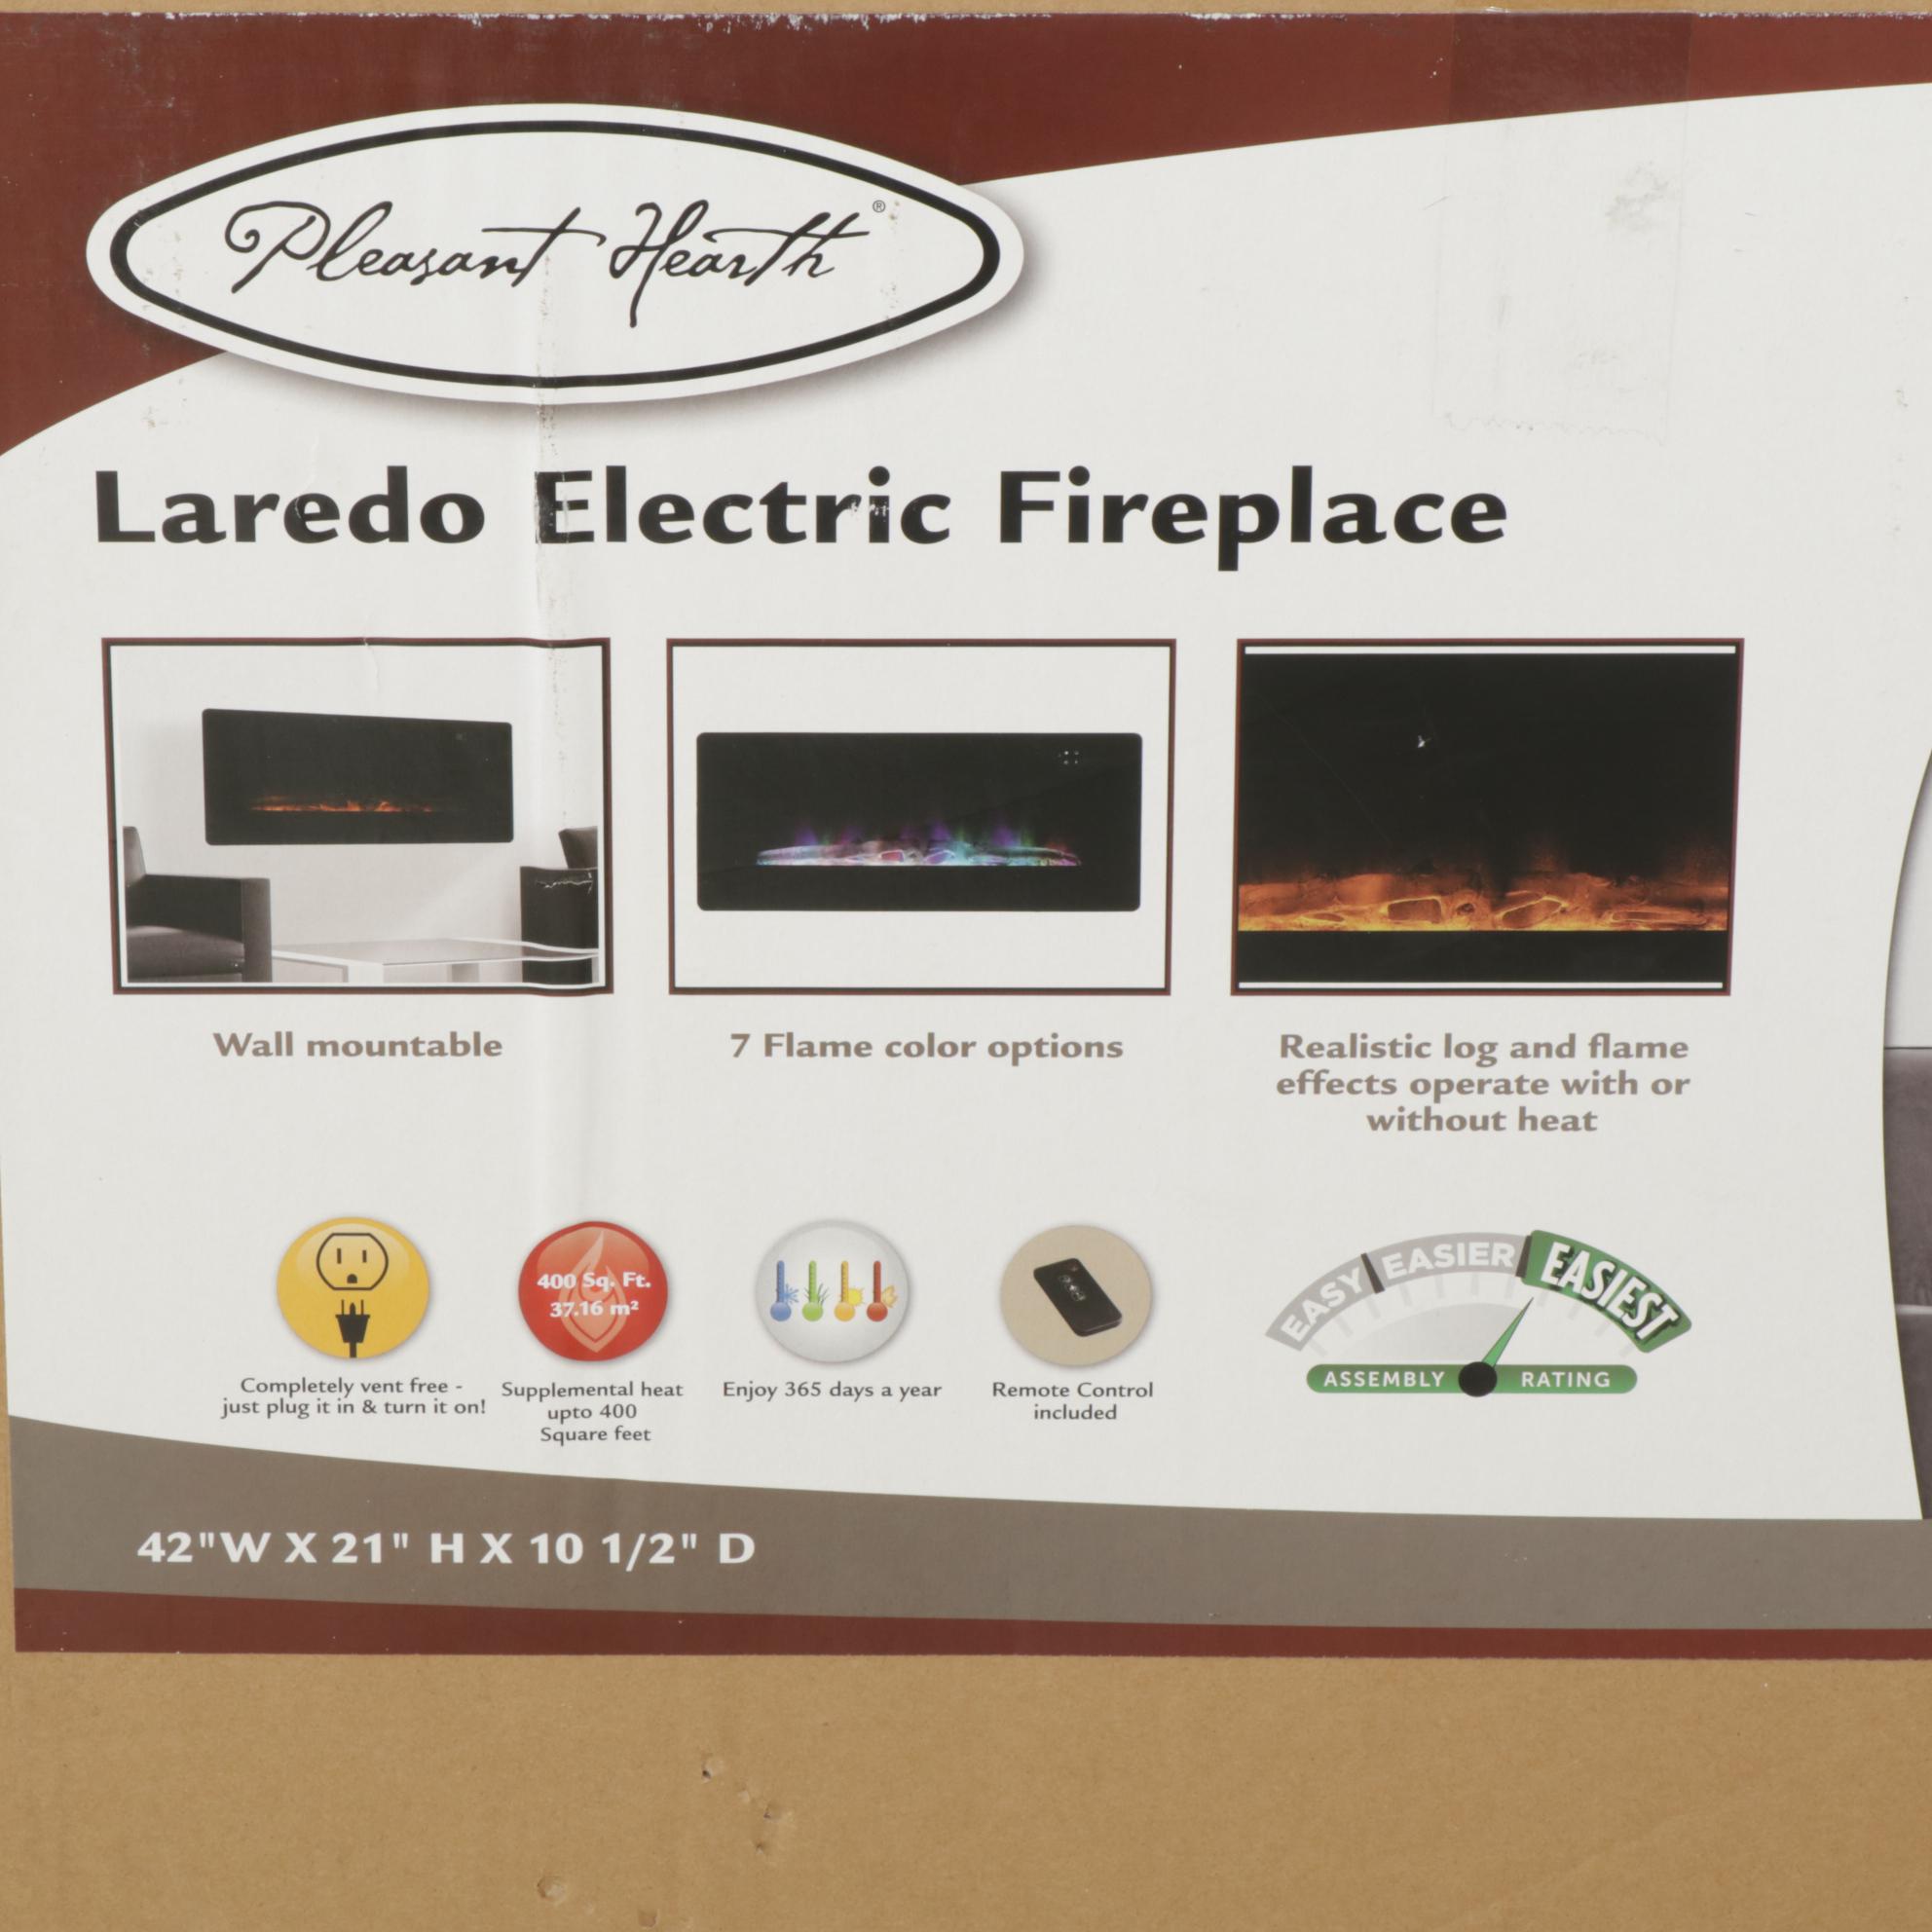 Pleasant Hearth®
Laredo Electric Fireplace
Wall mountable
7 Flame color options
Realistic log and flame
effects operate with or
without heat
400 Sq. Ft.
37.16 m²
EASY EASIER EASIEST
ASSEMBLY RATING
Completely vent free -
just plug it in & turn it on!
Supplemental heat
upto 400
Square feet
Enjoy 365 days a year
Remote Control
included
42"W X 21" H X 10 1/2" D